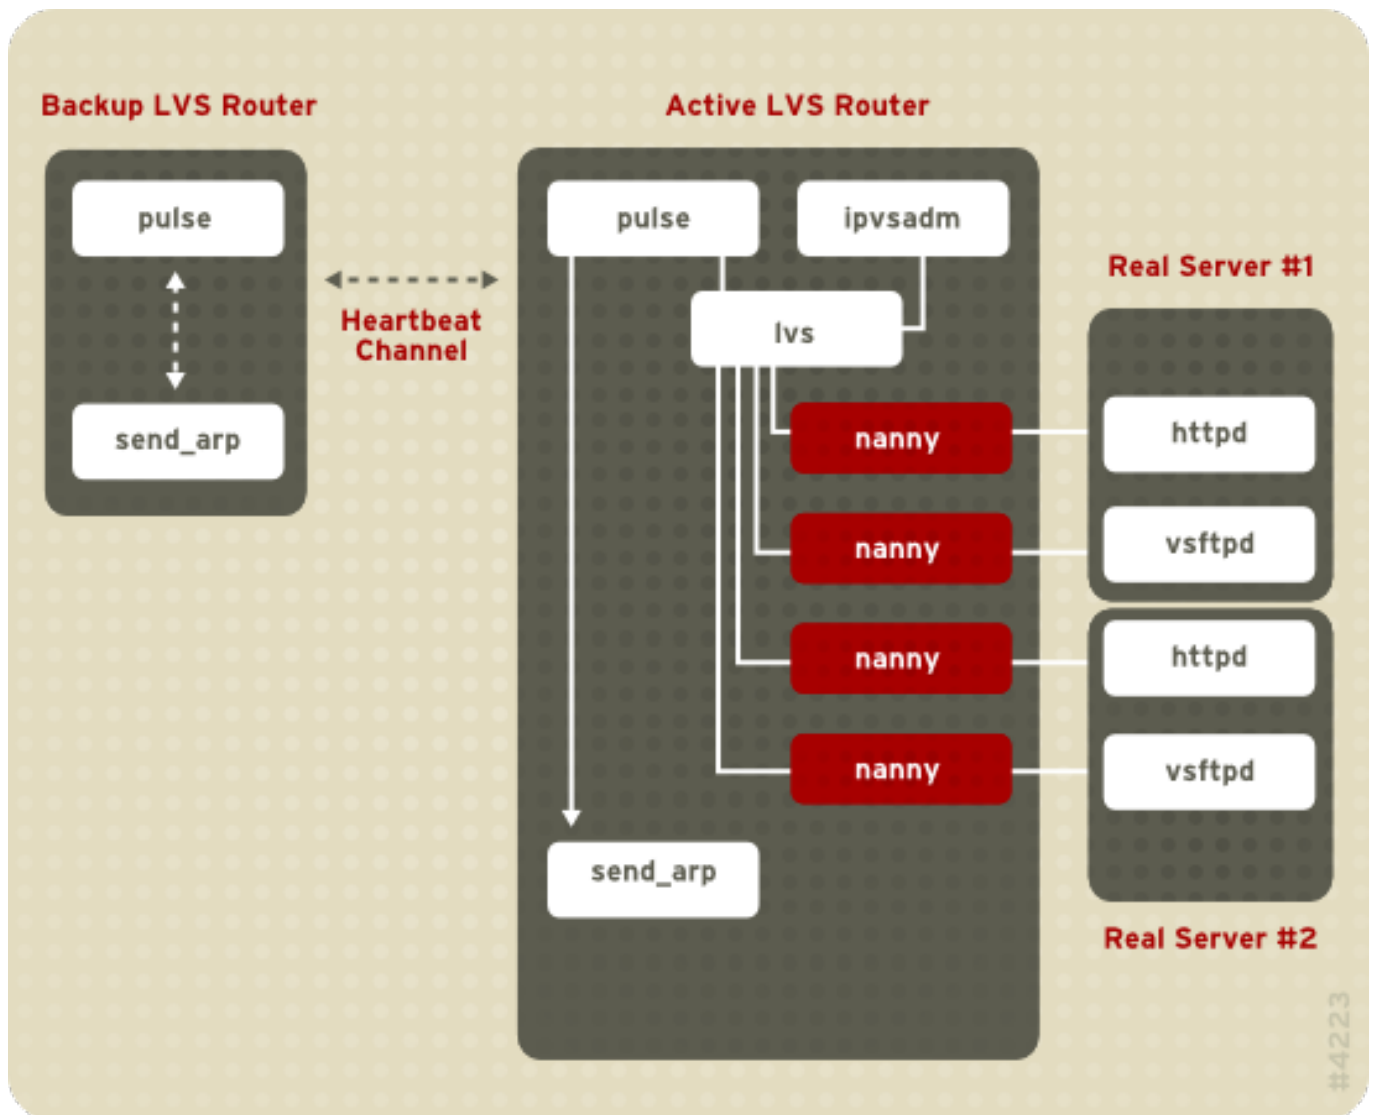 Backup LVS Router
pulse
send_arp
Heartbeat
Channel
Active LVS Router
pulse
ipvsadm
lvs
nanny
nanny
nanny
nanny
send_arp
Real Server #1
httpd
vsftpd
httpd
vsftpd
Real Server #2
#4223